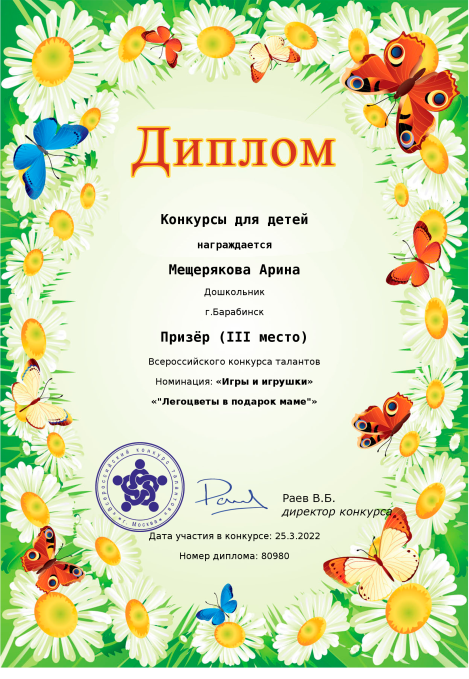 Диплом
Конкурсы для детей
награждается
Мещерякова Арина
Дошкольник
г.Барабинск
Призёр (III место)
Всероссийского конкурса талантов
Номинация: «Игры и игрушки»
«"Легоцветы в подарок маме"»
Всероссийский конкурс талантов
г. Москва
Раев В.Б.
директор конкурса
Дата участия в конкурсе: 25.3.2022
Номер диплома: 80980